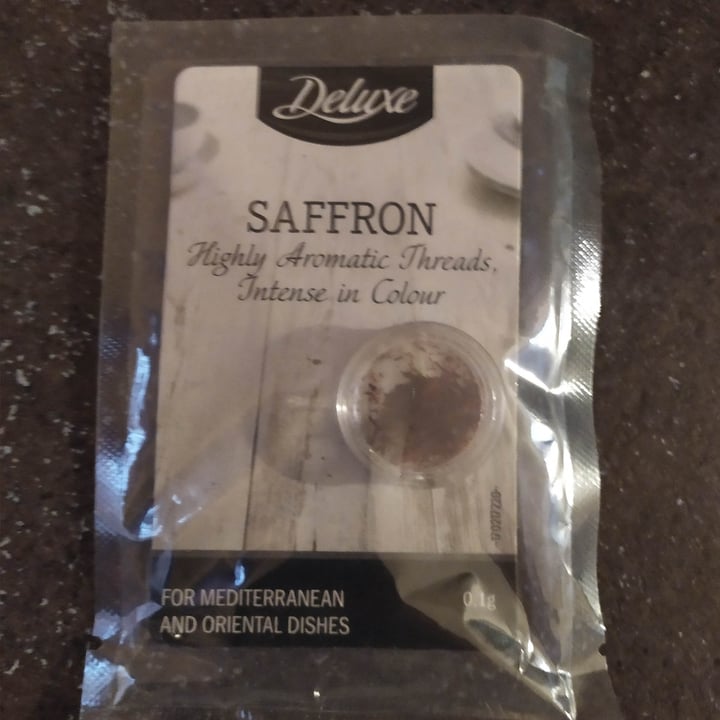 Deluxe
SAFFRON
Highly Aromatic Threads,
Intense in Colour
FOR MEDITERRANEAN
AND ORIENTAL DISHES
0.1g